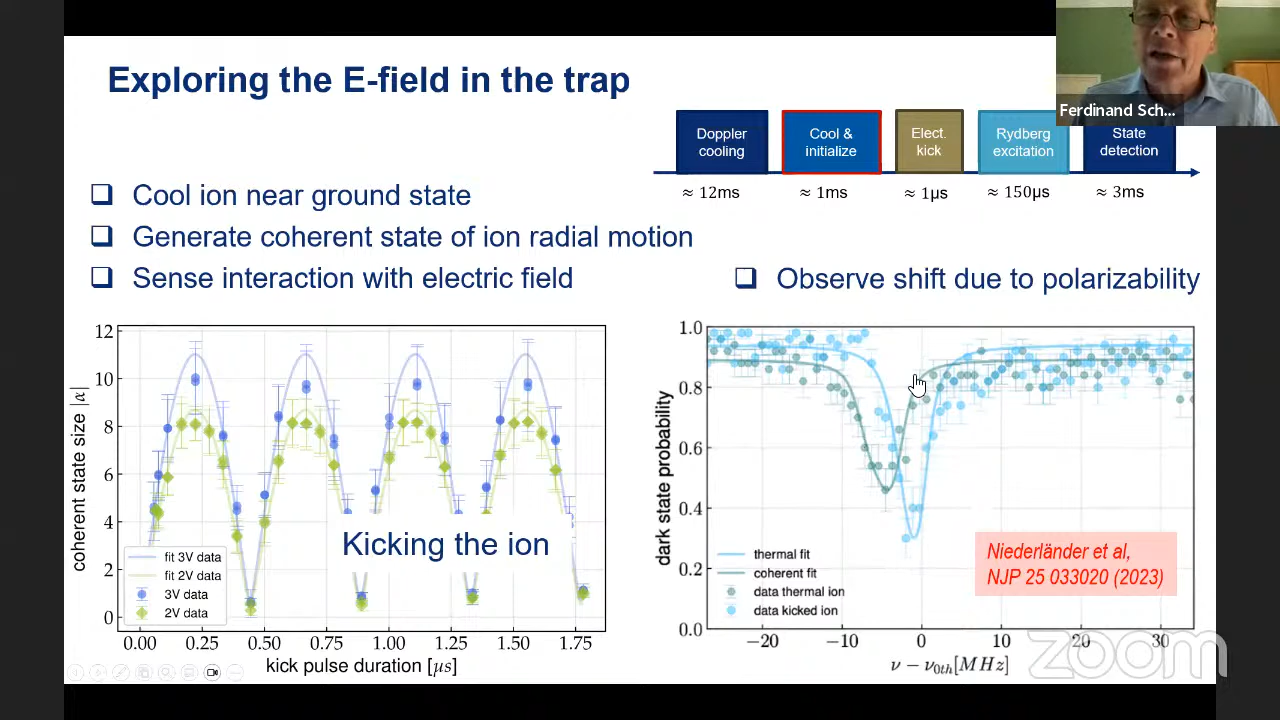 Exploring the E-field in the trap
Ferdinand Sch...
Doppler
cooling
Cool &
initialize
Elect.
kick
Rydberg
excitation
State
detection
≈ 12ms
≈ 1ms
≈ 1µs
≈ 150µs
≈ 3ms
❑ Cool ion near ground state
❑ Generate coherent state of ion radial motion
❑ Sense interaction with electric field
❑ Observe shift due to polarizability
coherent state size |α|
12
10
8
6
4
2
0
Kicking the ion
fit 3V data
fit 2V data
3V data
2V data
0.00 0.25 0.50 0.75 1.00 1.25 1.50 1.75
kick pulse duration [µs]
dark state probability
1.0
0.8
0.6
0.4
0.2
0.0
thermal fit
coherent fit
data thermal ion
data kicked ion
Niederländer et al,
NJP 25 033020 (2023)
−20 −10 0 10 20 30
ν − ν0th[MHz]
zoom